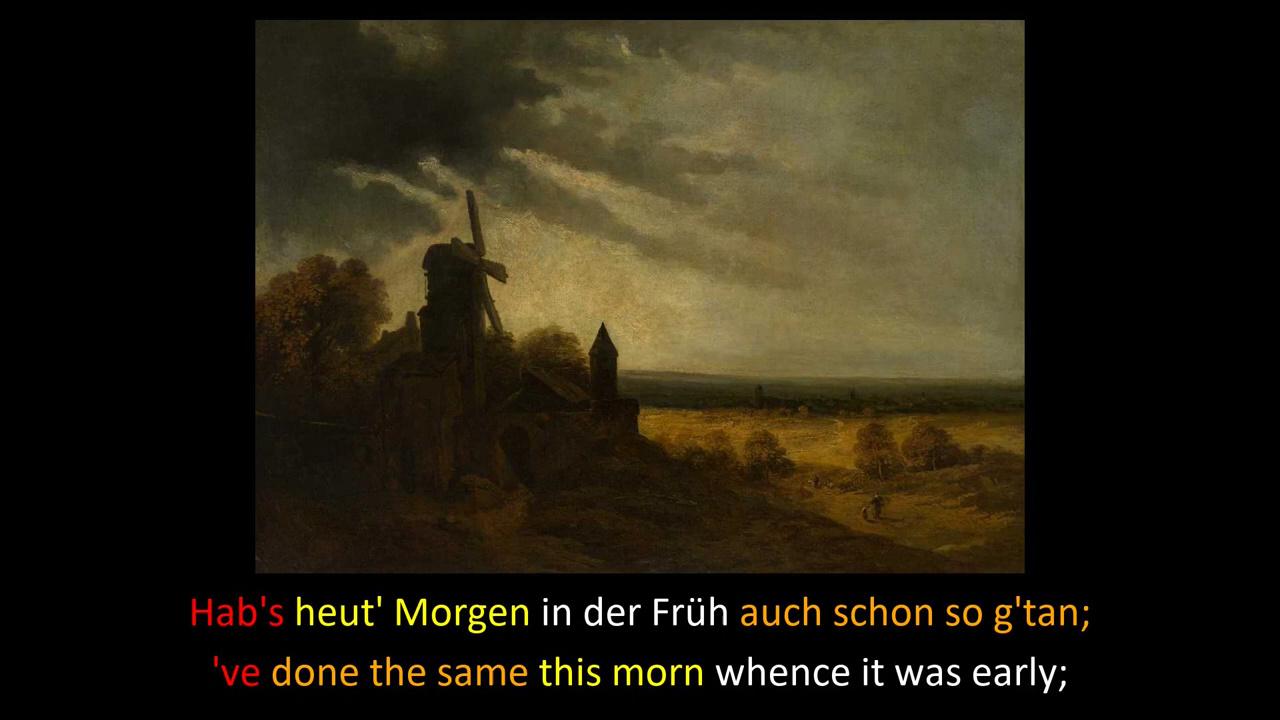 Hab's heut' Morgen in der Früh auch schon so g'tan;
've done the same this morn whence it was early;